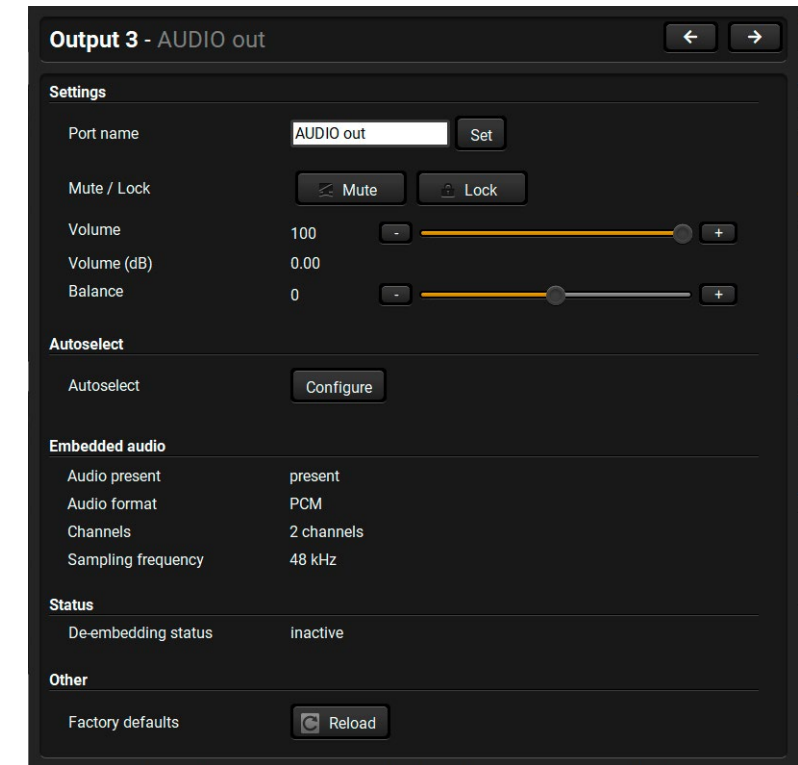 Output 3 - AUDIO out
Settings
Port name AUDIO out Set
Mute / Lock Mute Lock
Volume 100 - +
Volume (dB) 0.00
Balance 0 - +
Autoselect
Autoselect Configure
Embedded audio
Audio present present
Audio format PCM
Channels 2 channels
Sampling frequency 48 kHz
Status
De-embedding status inactive
Other
Factory defaults Reload